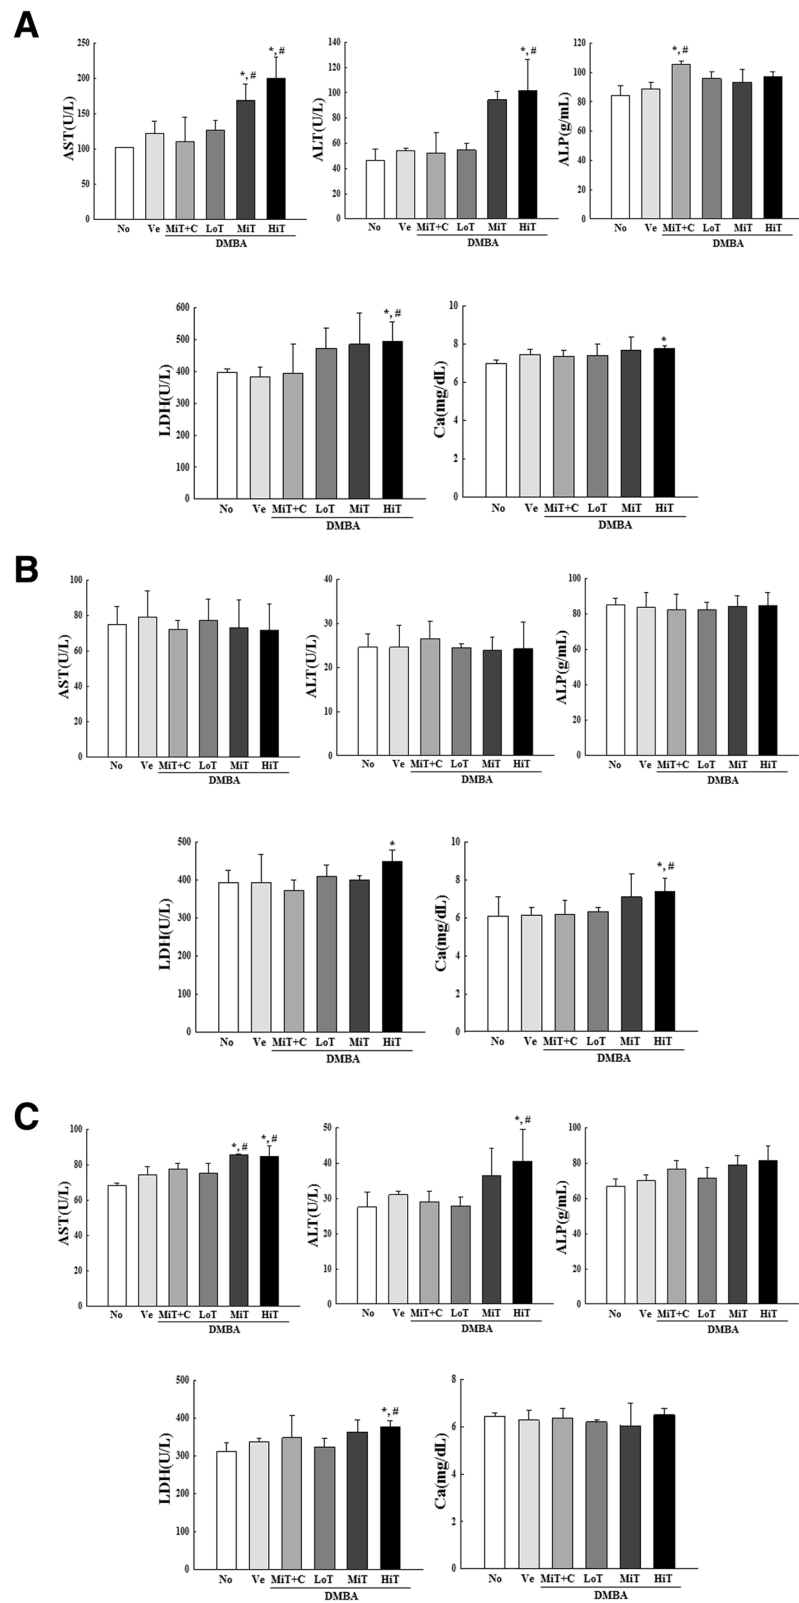 A
AST(U/L)
250
200
150
100
50
0
*, #
*, #
No Ve MiT+C LoT MiT HiT
DMBA
ALT(U/L)
140
120
100
80
60
40
20
0
*, #
No Ve MiT+C LoT MiT HiT
DMBA
ALP(g/mL)
120
100
80
60
40
20
0
*, #
No Ve MiT+C LoT MiT HiT
DMBA
LDH(U/L)
600
500
400
300
200
100
0
*, #
No Ve MiT+C LoT MiT HiT
DMBA
Ca(mg/dL)
10
8
6
4
2
0
*
No Ve MiT+C LoT MiT HiT
DMBA
B
AST(U/L)
100
80
60
40
20
0
No Ve MiT+C LoT MiT HiT
DMBA
ALT(U/L)
40
30
20
10
0
No Ve MiT+C LoT MiT HiT
DMBA
ALP(g/mL)
100
80
60
40
20
0
No Ve MiT+C LoT MiT HiT
DMBA
LDH(U/L)
500
400
300
200
100
0
*
No Ve MiT+C LoT MiT HiT
DMBA
Ca(mg/dL)
10
8
6
4
2
0
*, #
No Ve MiT+C LoT MiT HiT
DMBA
C
AST(U/L)
100
80
60
40
20
0
*, #
*, #
No Ve MiT+C LoT MiT HiT
DMBA
ALT(U/L)
50
40
30
20
10
0
*, #
No Ve MiT+C LoT MiT HiT
DMBA
ALP(g/mL)
100
80
60
40
20
0
No Ve MiT+C LoT MiT HiT
DMBA
LDH(U/L)
500
400
300
200
100
0
*, #
No Ve MiT+C LoT MiT HiT
DMBA
Ca(mg/dL)
8
6
4
2
0
No Ve MiT+C LoT MiT HiT
DMBA